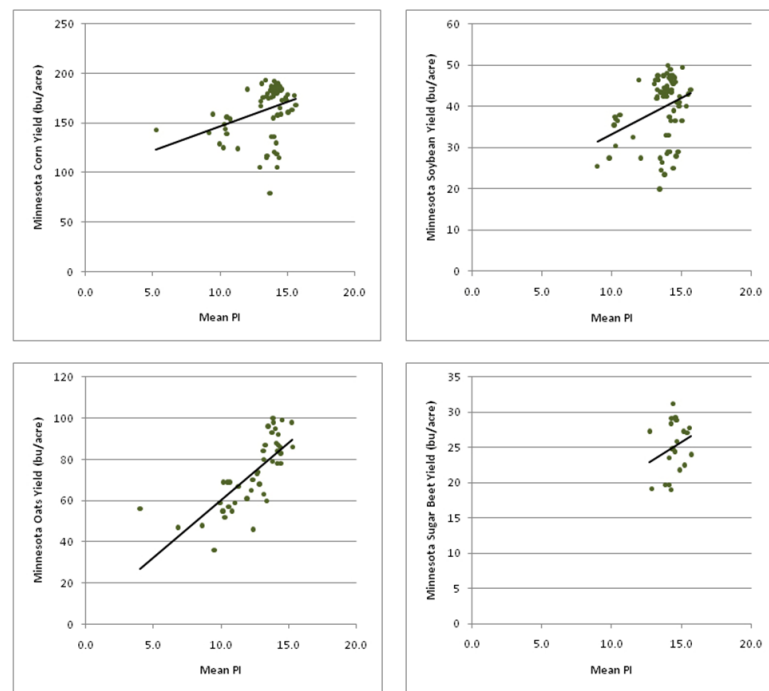 250
200
150
100
50
0
0.0 5.0 10.0 15.0 20.0
Mean PI
Minnesota Corn Yield (bu/acre)
60
50
40
30
20
10
0
0.0 5.0 10.0 15.0 20.0
Mean PI
Minnesota Soybean Yield (bu/acre)
120
100
80
60
40
20
0
0.0 5.0 10.0 15.0 20.0
Mean PI
Minnesota Oats Yield (bu/acre)
35
30
25
20
15
10
5
0
0.0 5.0 10.0 15.0 20.0
Mean PI
Minnesota Sugar Beet Yield (bu/acre)